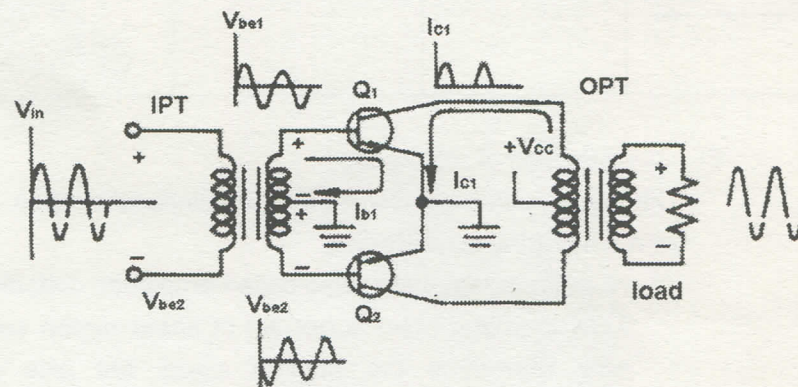 Vbe1
Ic1
Vin
IPT
Q1
OPT
+
+
+Vcc
+
−
+
Ib1
Ic1
−
−
−
Vbe2
Vbe2
Q2
load